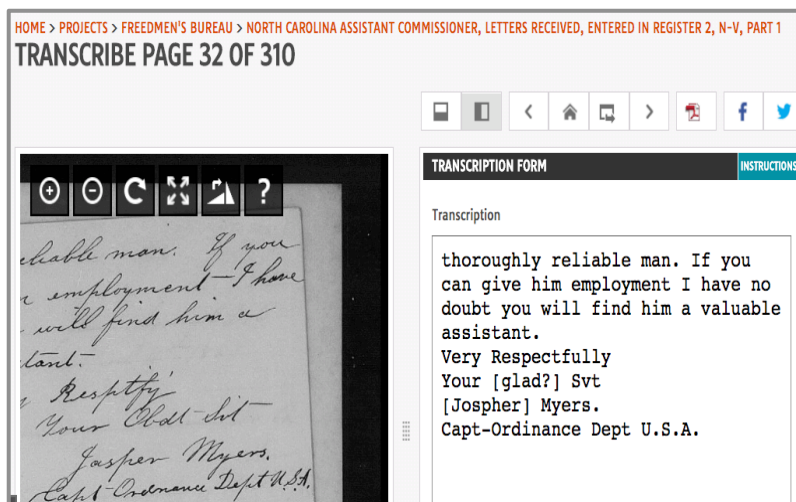 HOME > PROJECTS > FREEDMEN'S BUREAU > NORTH CAROLINA ASSISTANT COMMISSIONER, LETTERS RECEIVED, ENTERED IN REGISTER 2, N-V, PART 1
TRANSCRIBE PAGE 32 OF 310
eliable man. If you
employment - I have
will find him a
tant.
Resptfy
Your Obdt Svt
Jasper Myers.
Capt Ordnance Dept U.S.A.
TRANSCRIPTION FORM
INSTRUCTIONS
Transcription
thoroughly reliable man. If you
can give him employment I have no
doubt you will find him a valuable
assistant.
Very Respectfully
Your [glad?] Svt
[Jospher] Myers.
Capt-Ordinance Dept U.S.A.